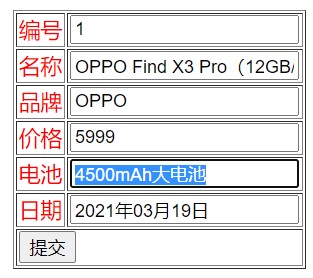 编号 1
名称 OPPO Find X3 Pro（12GB/
品牌 OPPO
价格 5999
电池 4500mAh大电池
日期 2021年03月19日
提交